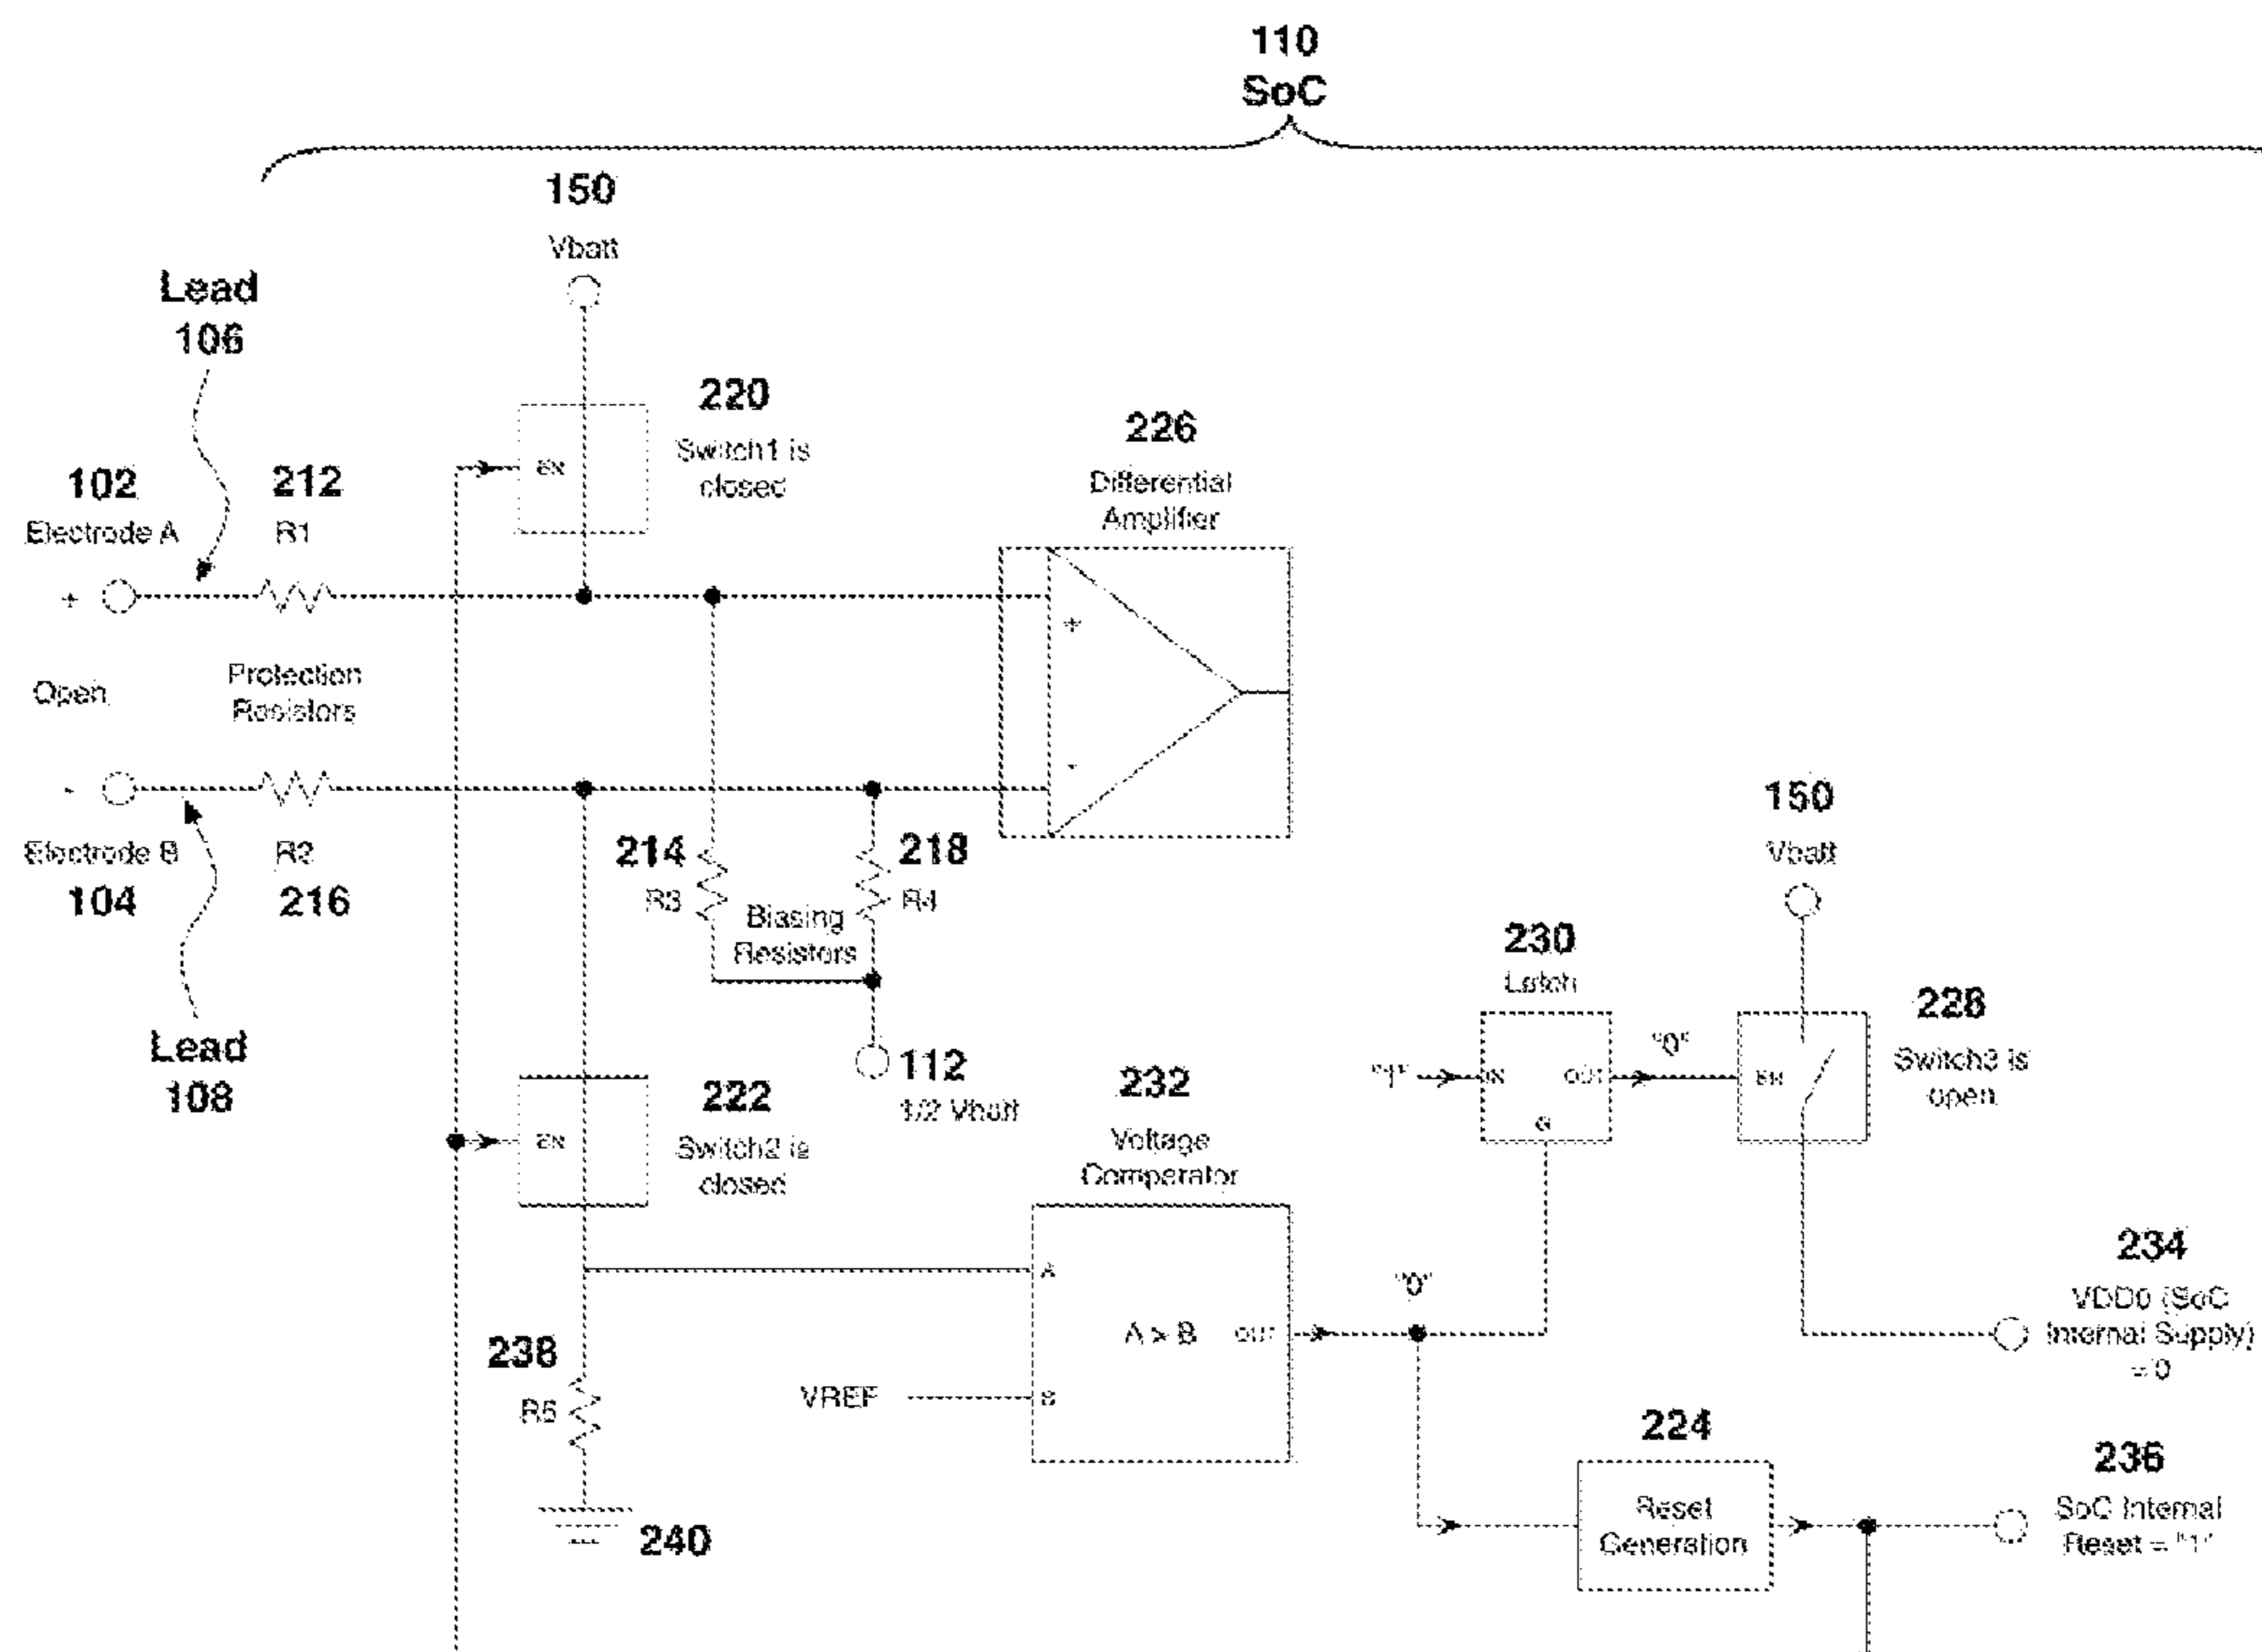 110
SoC
150
Vbatt
Lead
106
220
Switch1 is
closed
EN
226
Differential
Amplifier
102
Electrode A
212
R1
+
+
Open
Protection
Resistors
-
-
Electrode B
104
R2
216
214
R3
218
R4
Biasing
Resistors
150
Vbatt
Lead
108
112
1/2 Vbatt
230
Latch
"1"
IN
OUT
G
"0"
EN
228
Switch3 is
open
222
Switch2 is
closed
EN
232
Voltage
Comparator
A
A > B
OUT
B
"0"
VREF
238
R5
240
234
VDD0 (SoC
Internal Supply)
= 0
224
Reset
Generation
236
SoC Internal
Reset = "1"